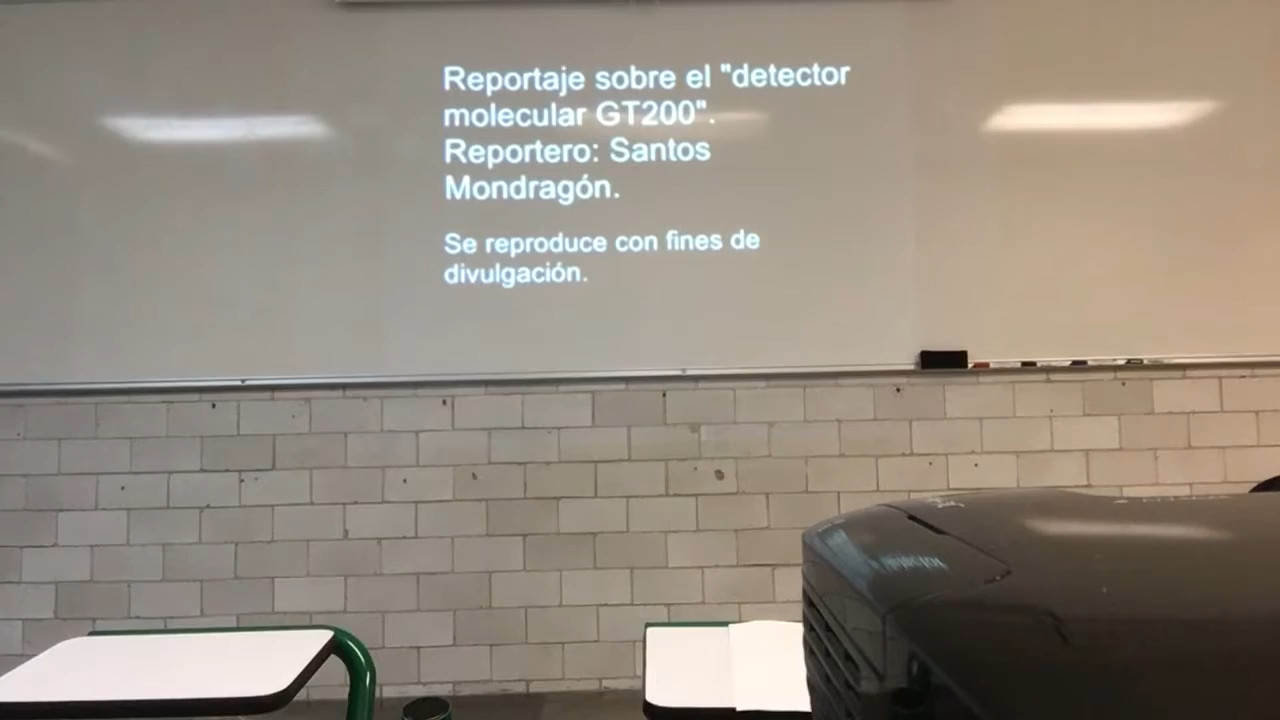 Reportaje sobre el "detector
molecular GT200".
Reportero: Santos
Mondragón.
Se reproduce con fines de
divulgación.